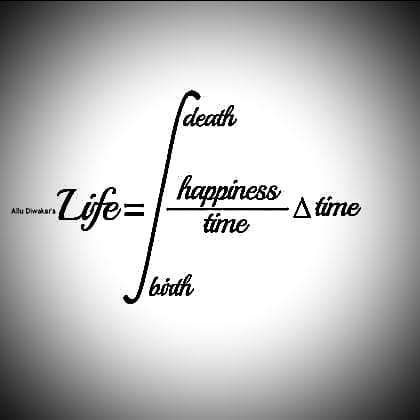 death
Allu Diwakar's Life = ∫ happiness/time Δ time
birth